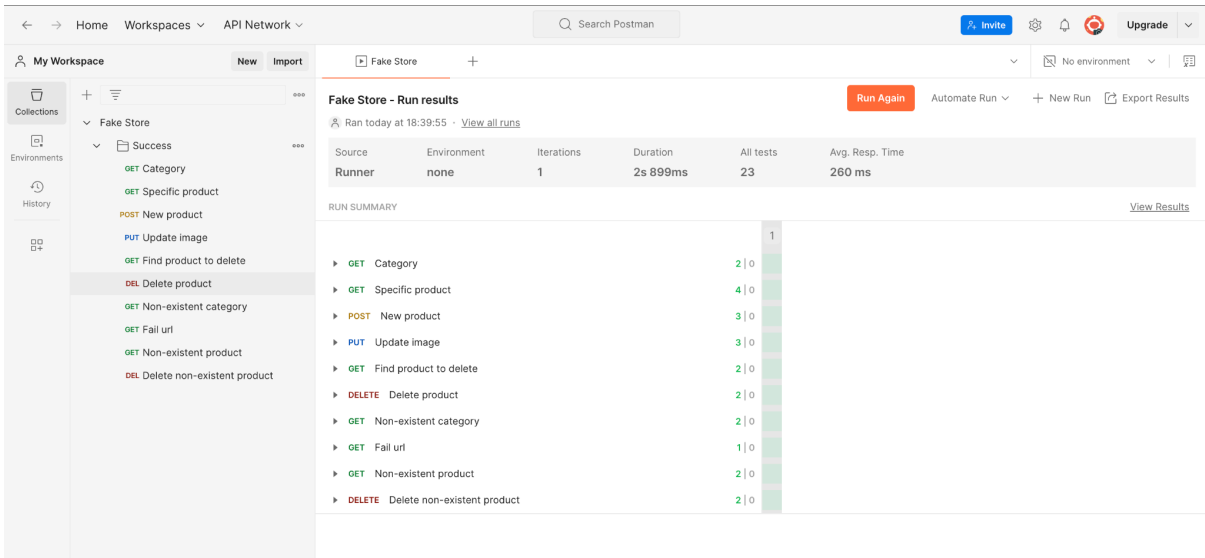 Home Workspaces API Network Search Postman Invite Upgrade
My Workspace New Import Fake Store No environment
Collections
Environments
History
Fake Store
Success
GET Category
GET Specific product
POST New product
PUT Update image
GET Find product to delete
DEL Delete product
GET Non-existent category
GET Fail url
GET Non-existent product
DEL Delete non-existent product
Fake Store - Run results Run Again Automate Run New Run Export Results
Ran today at 18:39:55 · View all runs
Source Environment Iterations Duration All tests Avg. Resp. Time
Runner none 1 2s 899ms 23 260 ms
RUN SUMMARY View Results
1
GET Category 2 | 0
GET Specific product 4 | 0
POST New product 3 | 0
PUT Update image 3 | 0
GET Find product to delete 2 | 0
DELETE Delete product 2 | 0
GET Non-existent category 2 | 0
GET Fail url 1 | 0
GET Non-existent product 2 | 0
DELETE Delete non-existent product 2 | 0